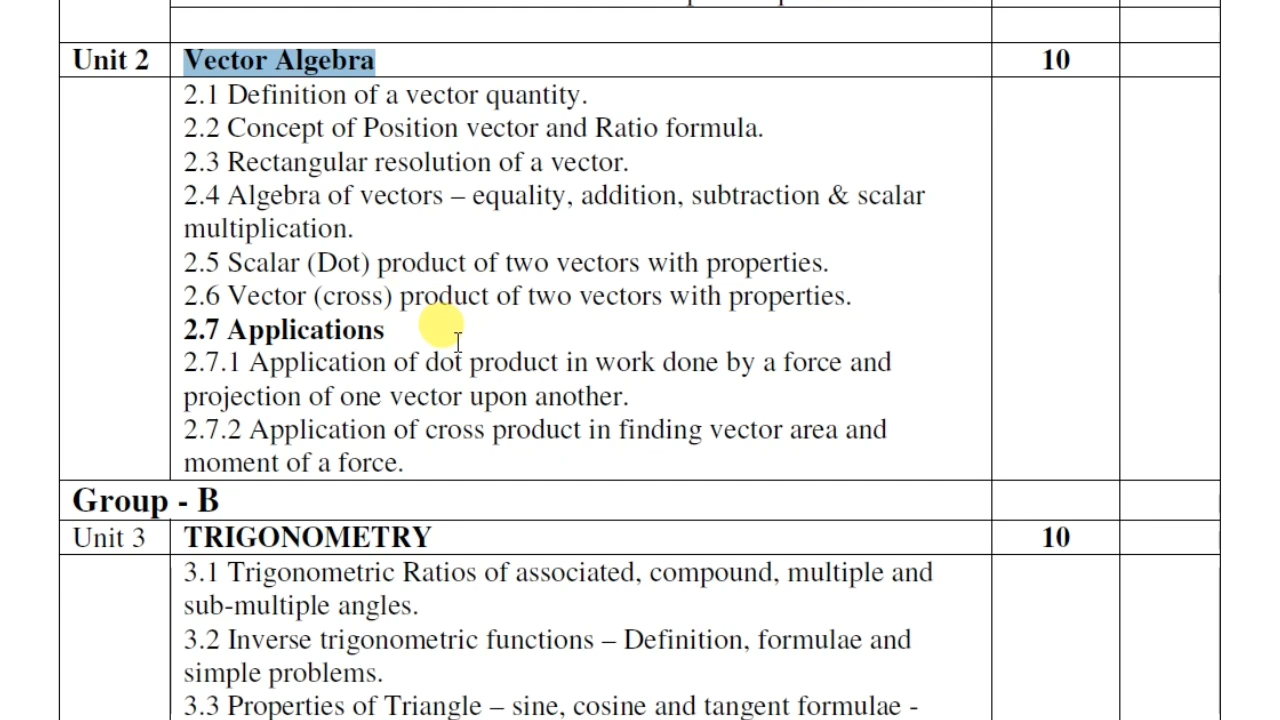 Unit 2 Vector Algebra 10
2.1 Definition of a vector quantity.
2.2 Concept of Position vector and Ratio formula.
2.3 Rectangular resolution of a vector.
2.4 Algebra of vectors – equality, addition, subtraction & scalar
multiplication.
2.5 Scalar (Dot) product of two vectors with properties.
2.6 Vector (cross) product of two vectors with properties.
2.7 Applications
2.7.1 Application of dot product in work done by a force and
projection of one vector upon another.
2.7.2 Application of cross product in finding vector area and
moment of a force.
Group - B
Unit 3 TRIGONOMETRY 10
3.1 Trigonometric Ratios of associated, compound, multiple and
sub-multiple angles.
3.2 Inverse trigonometric functions – Definition, formulae and
simple problems.
3.3 Properties of Triangle – sine, cosine and tangent formulae -